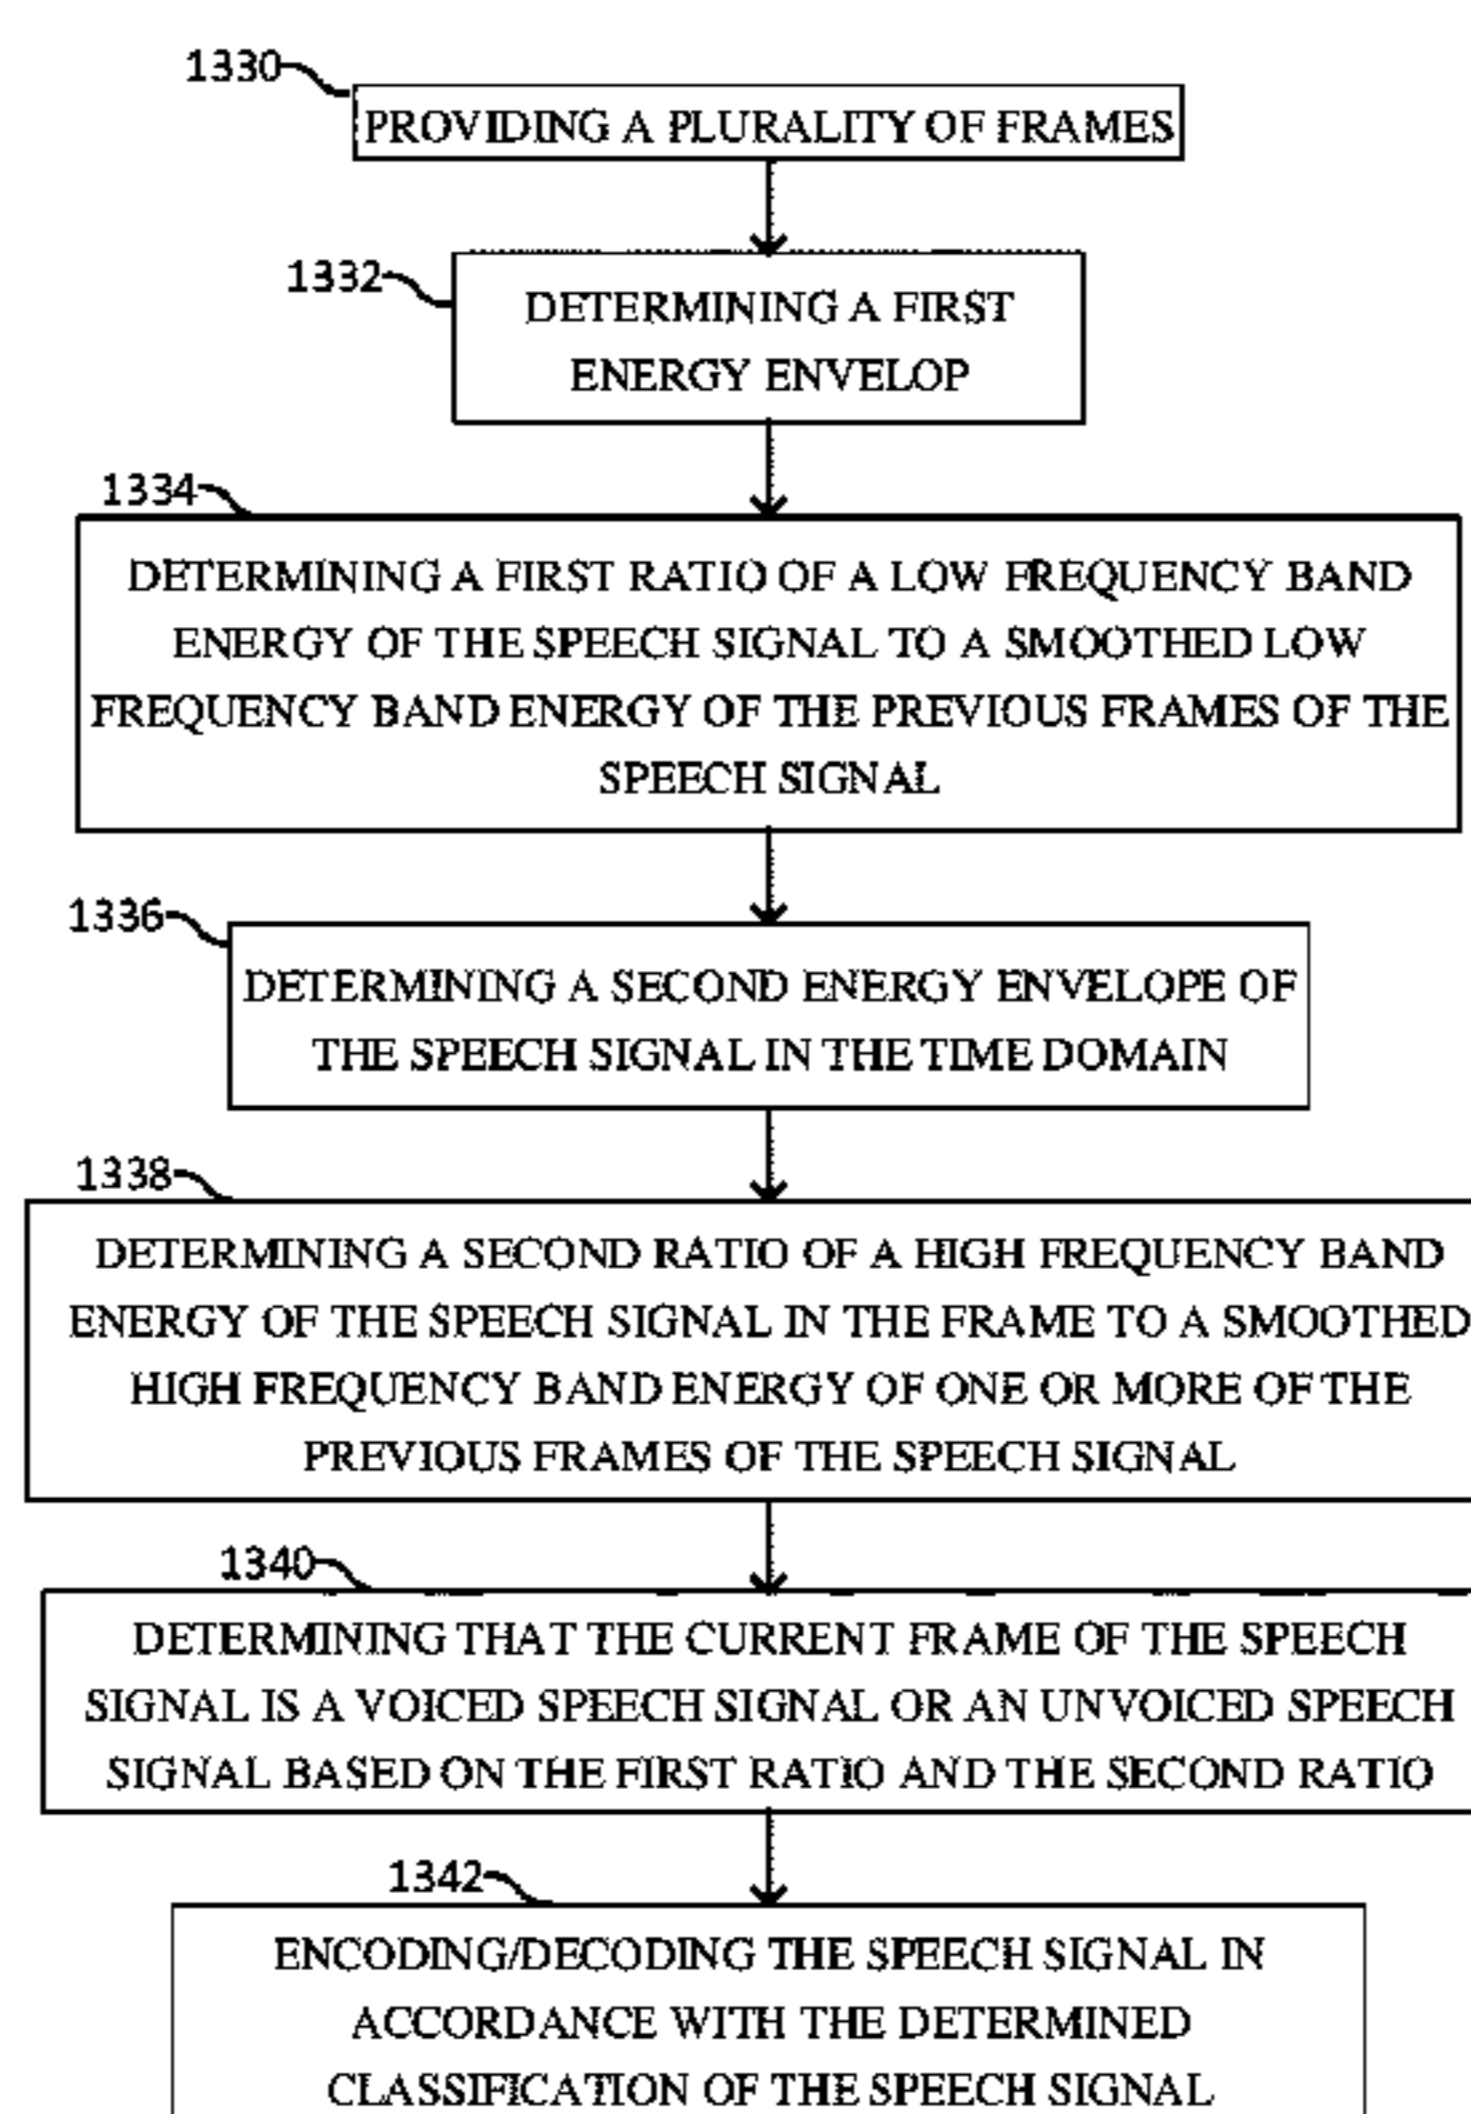 1330
PROVIDING A PLURALITY OF FRAMES
1332
DETERMINING A FIRST
ENERGY ENVELOP
1334
DETERMINING A FIRST RATIO OF A LOW FREQUENCY BAND
ENERGY OF THE SPEECH SIGNAL TO A SMOOTHED LOW
FREQUENCY BAND ENERGY OF THE PREVIOUS FRAMES OF THE
SPEECH SIGNAL
1336
DETERMINING A SECOND ENERGY ENVELOPE OF
THE SPEECH SIGNAL IN THE TIME DOMAIN
1338
DETERMINING A SECOND RATIO OF A HIGH FREQUENCY BAND
ENERGY OF THE SPEECH SIGNAL IN THE FRAME TO A SMOOTHED
HIGH FREQUENCY BAND ENERGY OF ONE OR MORE OF THE
PREVIOUS FRAMES OF THE SPEECH SIGNAL
1340
DETERMINING THAT THE CURRENT FRAME OF THE SPEECH
SIGNAL IS A VOICED SPEECH SIGNAL OR AN UNVOICED SPEECH
SIGNAL BASED ON THE FIRST RATIO AND THE SECOND RATIO
1342
ENCODING/DECODING THE SPEECH SIGNAL IN
ACCORDANCE WITH THE DETERMINED
CLASSIFICATION OF THE SPEECH SIGNAL